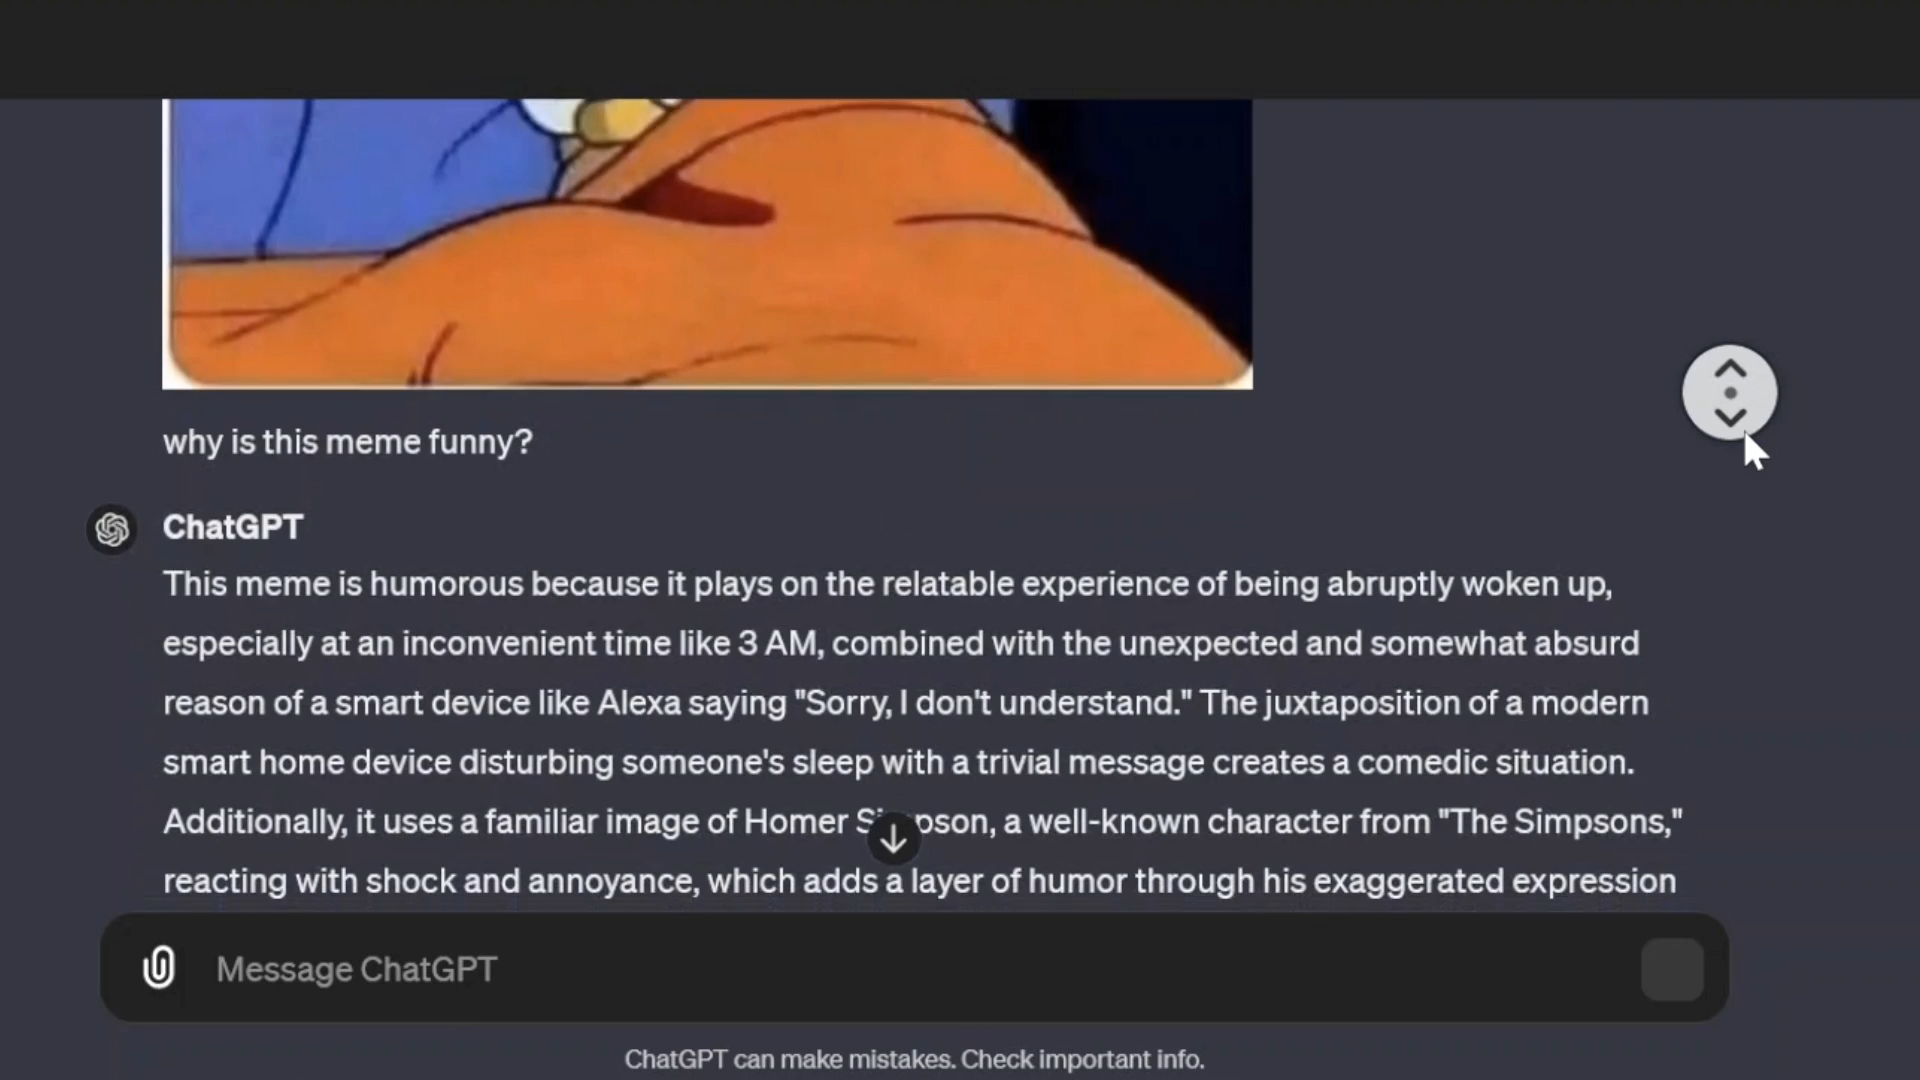 why is this meme funny?
ChatGPT
This meme is humorous because it plays on the relatable experience of being abruptly woken up,
especially at an inconvenient time like 3 AM, combined with the unexpected and somewhat absurd
reason of a smart device like Alexa saying "Sorry, I don't understand." The juxtaposition of a modern
smart home device disturbing someone's sleep with a trivial message creates a comedic situation.
Additionally, it uses a familiar image of Homer Simpson, a well-known character from "The Simpsons,"
reacting with shock and annoyance, which adds a layer of humor through his exaggerated expression
Message ChatGPT
ChatGPT can make mistakes. Check important info.